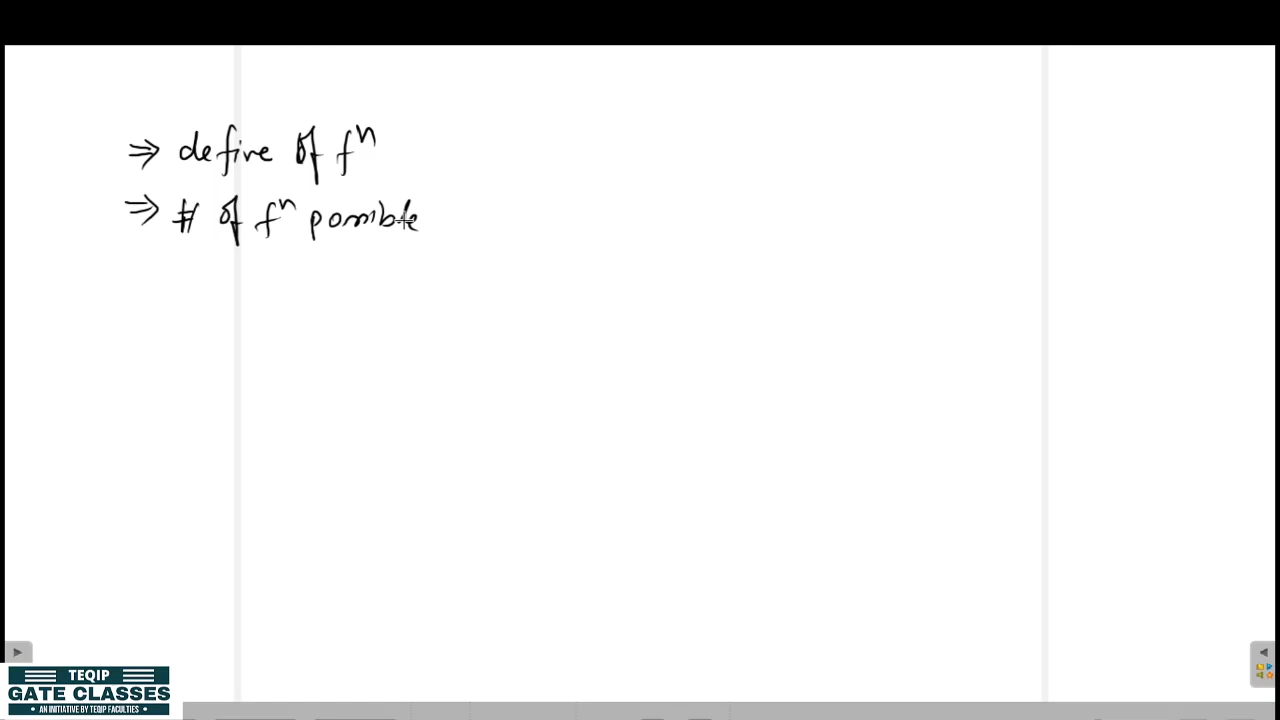 ⇒ define of fⁿ
⇒ # of fⁿ possible
TEQIP
GATE CLASSES
• AN INITIATIVE BY TEQIP FACULTIES •